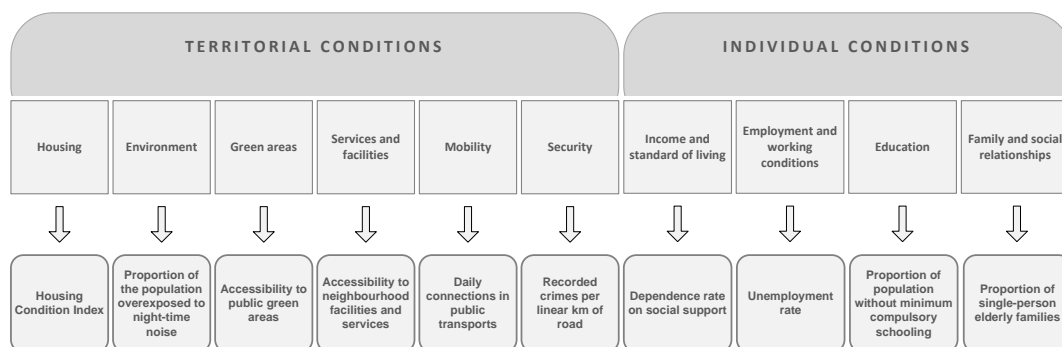 TERRITORIAL CONDITIONS
INDIVIDUAL CONDITIONS
Housing
Environment
Green areas
Services and
facilities
Mobility
Security
Income and
standard of living
Employment and
working
conditions
Education
Family and social
relationships
Housing
Condition Index
Proportion of
the population
overexposed to
night-time
noise
Accessibility to
public green
areas
Accessibility to
neighbourhood
facilities and
services
Daily
connections in
public
transports
Recorded
crimes per
linear km of
road
Dependence rate
on social support
Unemployment
rate
Proportion of
population
without minimum
compulsory
schooling
Proportion of
single-person
elderly families